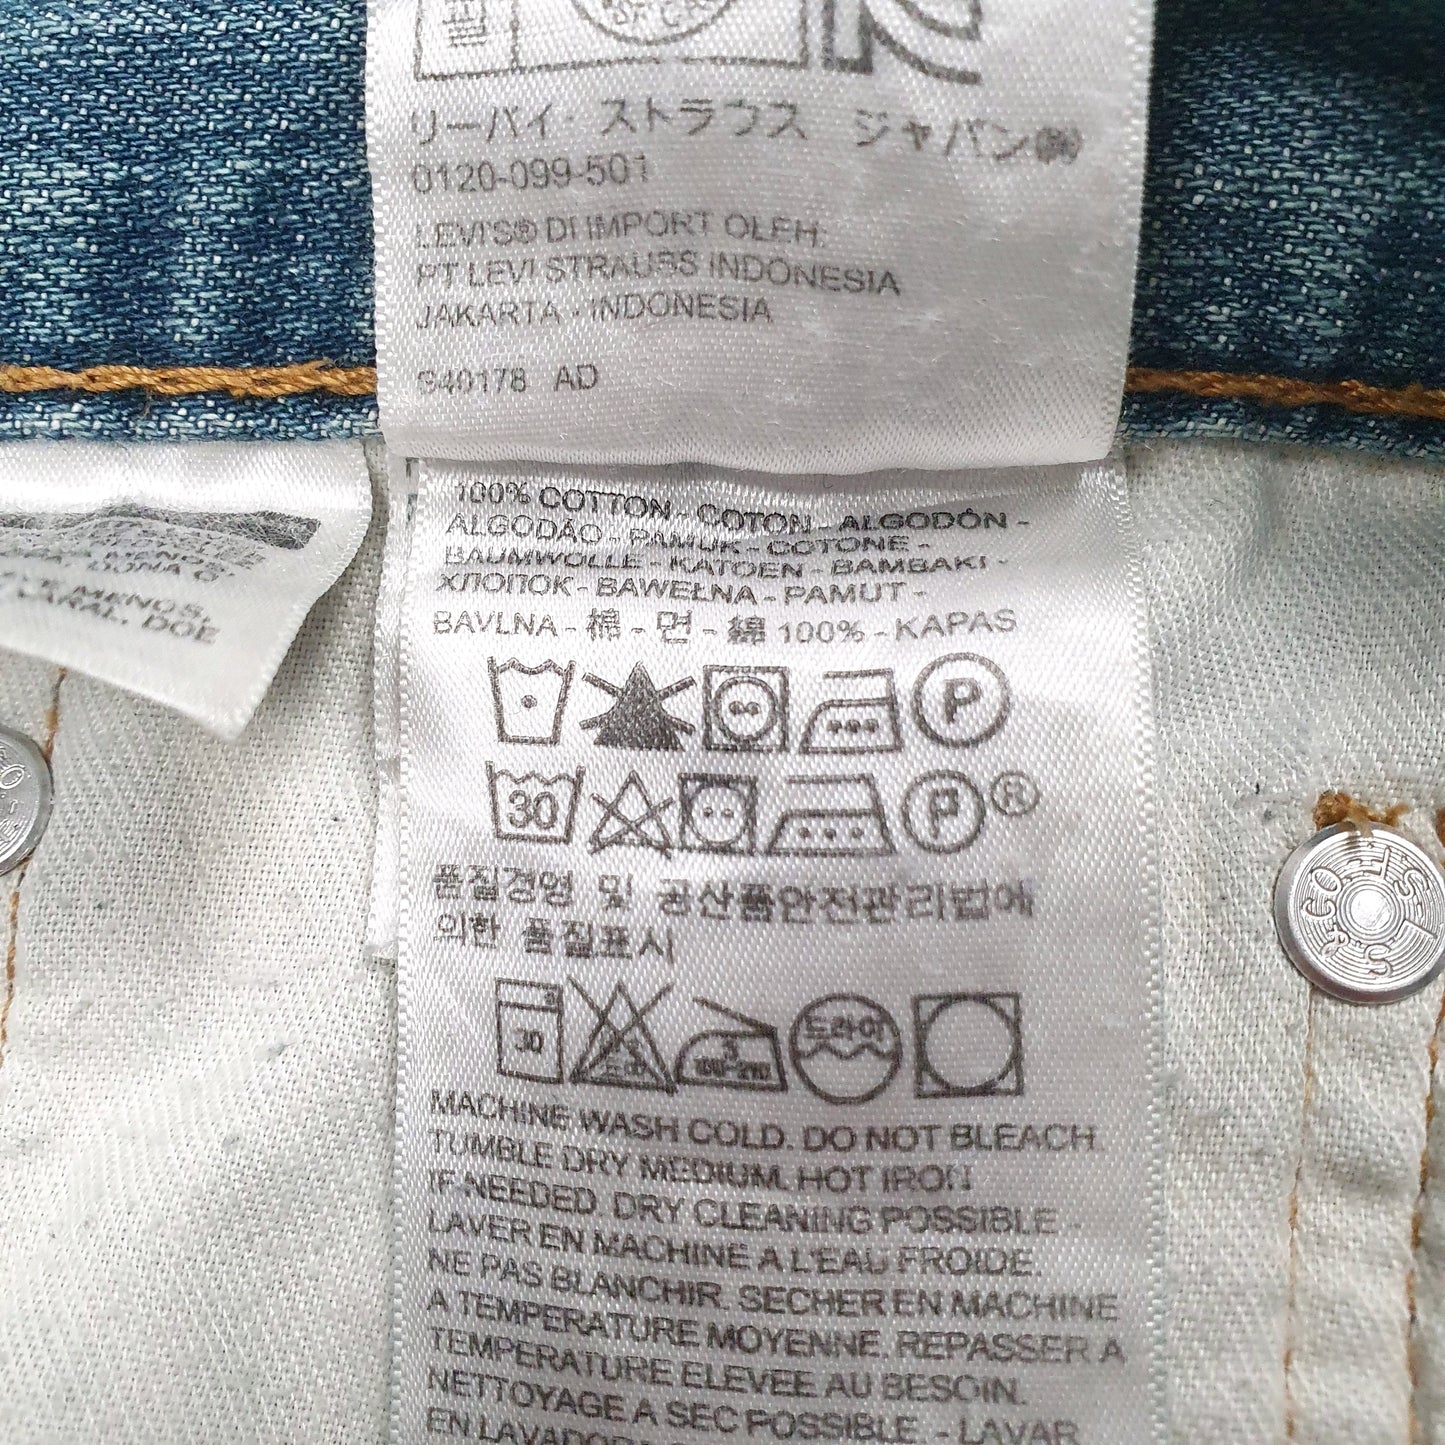 リーバイ・ストラウス ジャパン㈱
0120-099-501
LEVI'S® DI IMPORT OLEH:
PT LEVI STRAUSS INDONESIA
JAKARTA - INDONESIA
S40178 AD
MENOS,
VARAL. DOE
100% COTTON - COTON - ALGODÓN -
ALGODÃO - PAMUK - COTONE -
BAUMWOLLE - KATOEN - BAMBAKI -
ХЛОПОК - BAWEŁNA - PAMUT -
BAVLNA - 棉 - 면 - 綿 100% - KAPAS
P
30 P ®
품질경영 및 공산품안전관리법에
의한 품질표시
30 3 드라이
MACHINE WASH COLD. DO NOT BLEACH.
TUMBLE DRY MEDIUM. HOT IRON
IF NEEDED. DRY CLEANING POSSIBLE. -
LAVER EN MACHINE A L'EAU FROIDE.
NE PAS BLANCHIR. SECHER EN MACHINE
A TEMPERATURE MOYENNE. REPASSER A
TEMPERATURE ELEVEE AU BESOIN.
NETTOYAGE A SEC POSSIBLE. - LAVAR
L S & CO